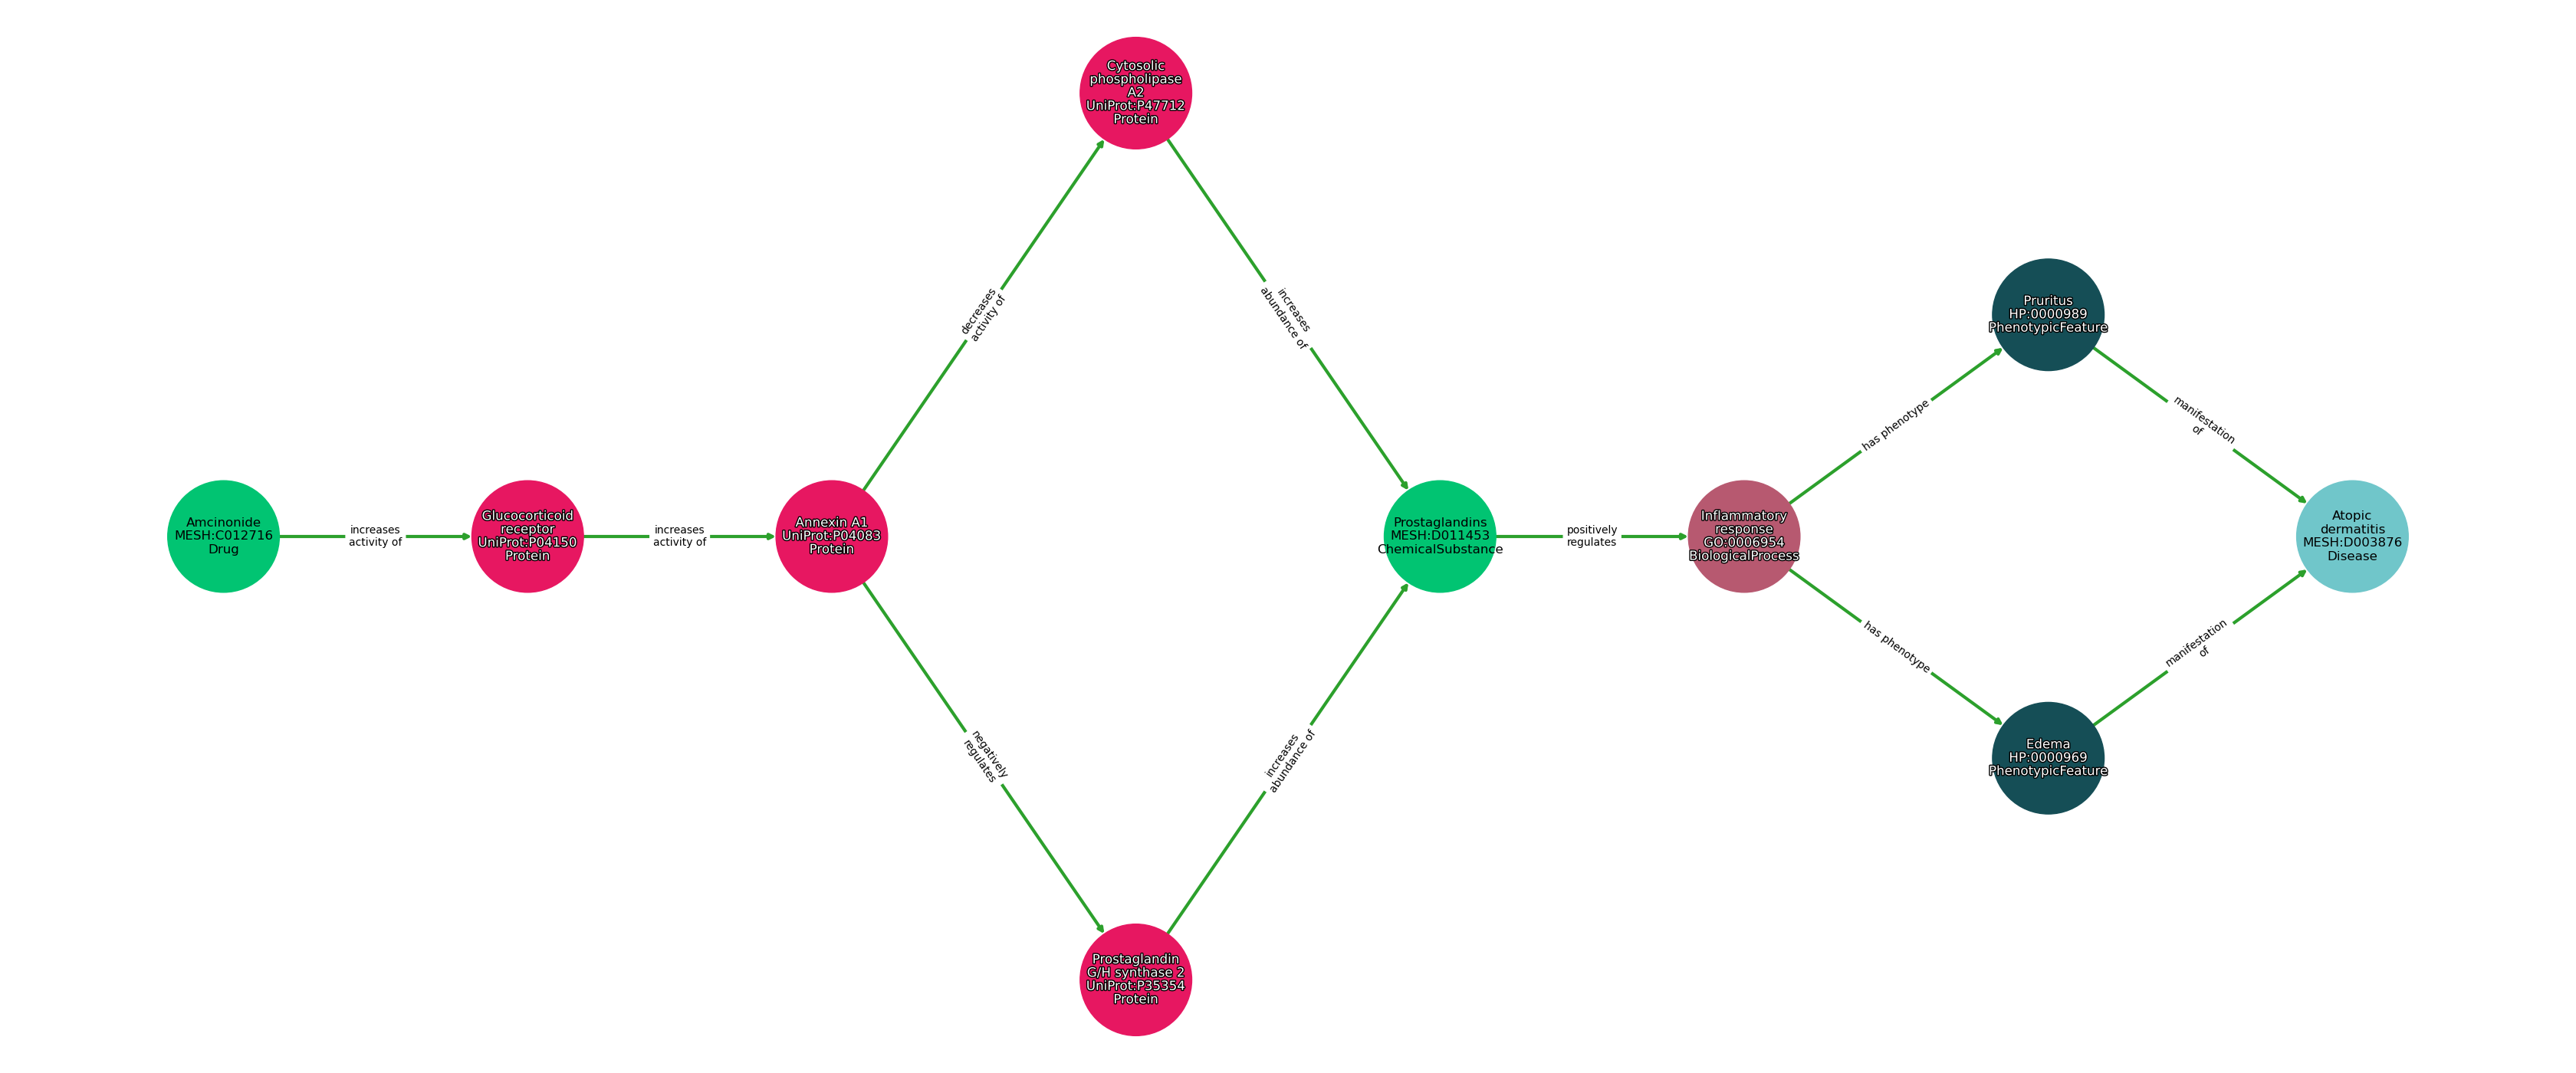 Cytosolic
phospholipase
A2
UniProt:P47712
Protein
decreases
activity of
increases
abundance of
Pruritus
HP:0000989
PhenotypicFeature
has phenotype
manifestation
of
Amcinonide
MESH:C012716
Drug
increases
activity of
Glucocorticoid
receptor
UniProt:P04150
Protein
increases
activity of
Annexin A1
UniProt:P04083
Protein
Prostaglandins
MESH:D011453
ChemicalSubstance
positively
regulates
Inflammatory
response
GO:0006954
BiologicalProcess
Atopic
dermatitis
MESH:D003876
Disease
has phenotype
manifestation
of
negatively
regulates
increases
abundance of
Edema
HP:0000969
PhenotypicFeature
Prostaglandin
G/H synthase 2
UniProt:P35354
Protein